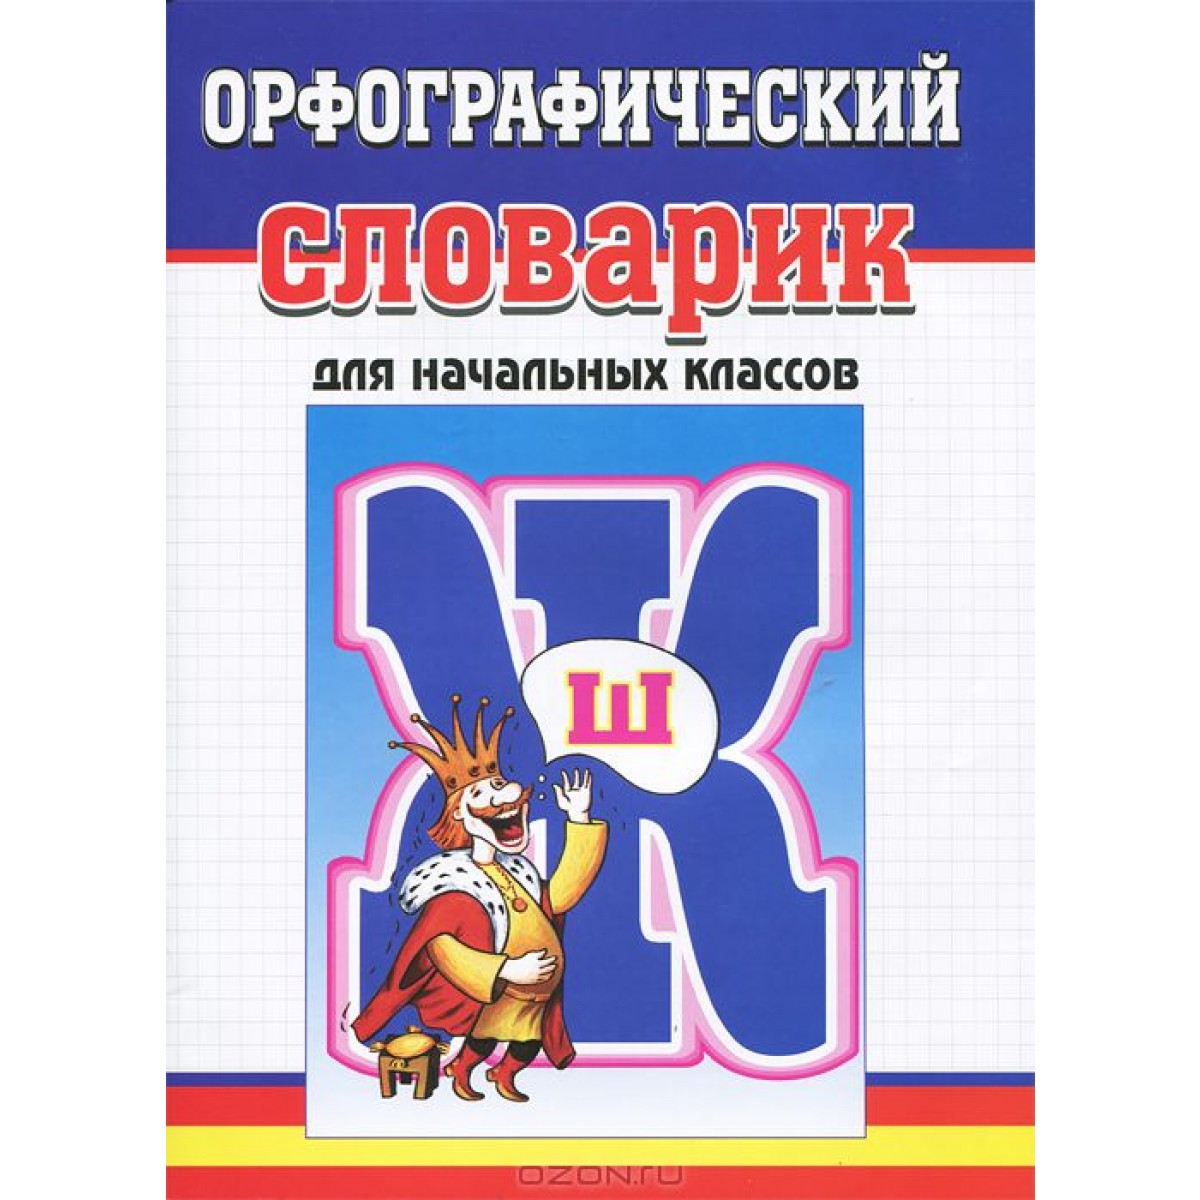 ОРФОГРАФИЧЕСКИЙ
СЛОВАРИК
ДЛЯ НАЧАЛЬНЫХ КЛАССОВ
Ж
Ш
OZON.RU